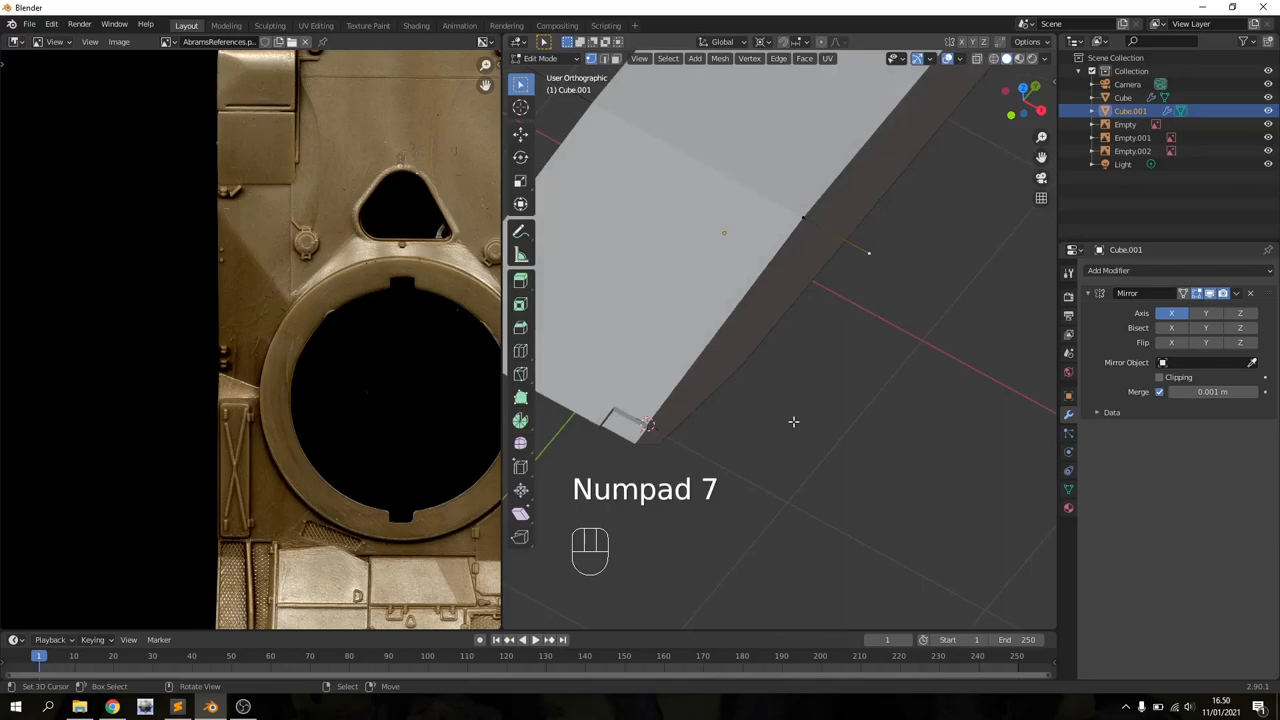 Blender
File Edit Render Window Help
Layout Modeling Sculpting UV Editing Texture Paint Shading Animation Rendering Compositing Scripting +
Scene
View Layer
View View Image
AbramsReferences.p..
Global
X Y Z Options
Edit Mode
View Select Add Mesh Vertex Edge Face UV
User Orthographic
(1) Cube.001
Scene Collection
Collection
Camera
Cube
Cube.001
Empty
Empty.001
Empty.002
Light
Cube.001
Add Modifier
Mirror
Axis X Y Z
Bisect X Y Z
Flip X Y Z
Mirror Object
Clipping
Merge 0.001 m
Data
Numpad 7
Playback Keying View Marker
1 Start 1 End 250
1 10 20 30 40 50 60 70 80 90 100 110 120 130 140 150 160 170 180 190 200 210 220 230 240 250
Set 3D Cursor Box Select Rotate View Select Move 2.90.1
16.50
11/01/2021